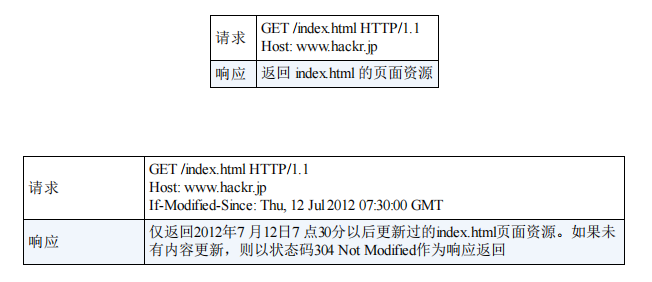 请求
GET /index.html HTTP/1.1
Host: www.hackr.jp
响应
返回 index.html 的页面资源
请求
GET /index.html HTTP/1.1
Host: www.hackr.jp
If-Modified-Since: Thu, 12 Jul 2012 07:30:00 GMT
响应
仅返回2012年7 月12日7 点30分以后更新过的index.html页面资源。如果未
有内容更新，则以状态码304 Not Modified作为响应返回